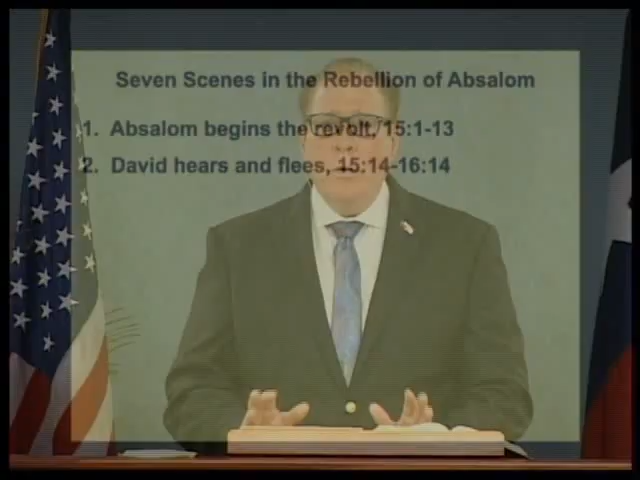 Seven Scenes in the Rebellion of Absalom
1. Absalom begins the revolt, 15:1-13
2. David hears and flees, 15:14-16:14